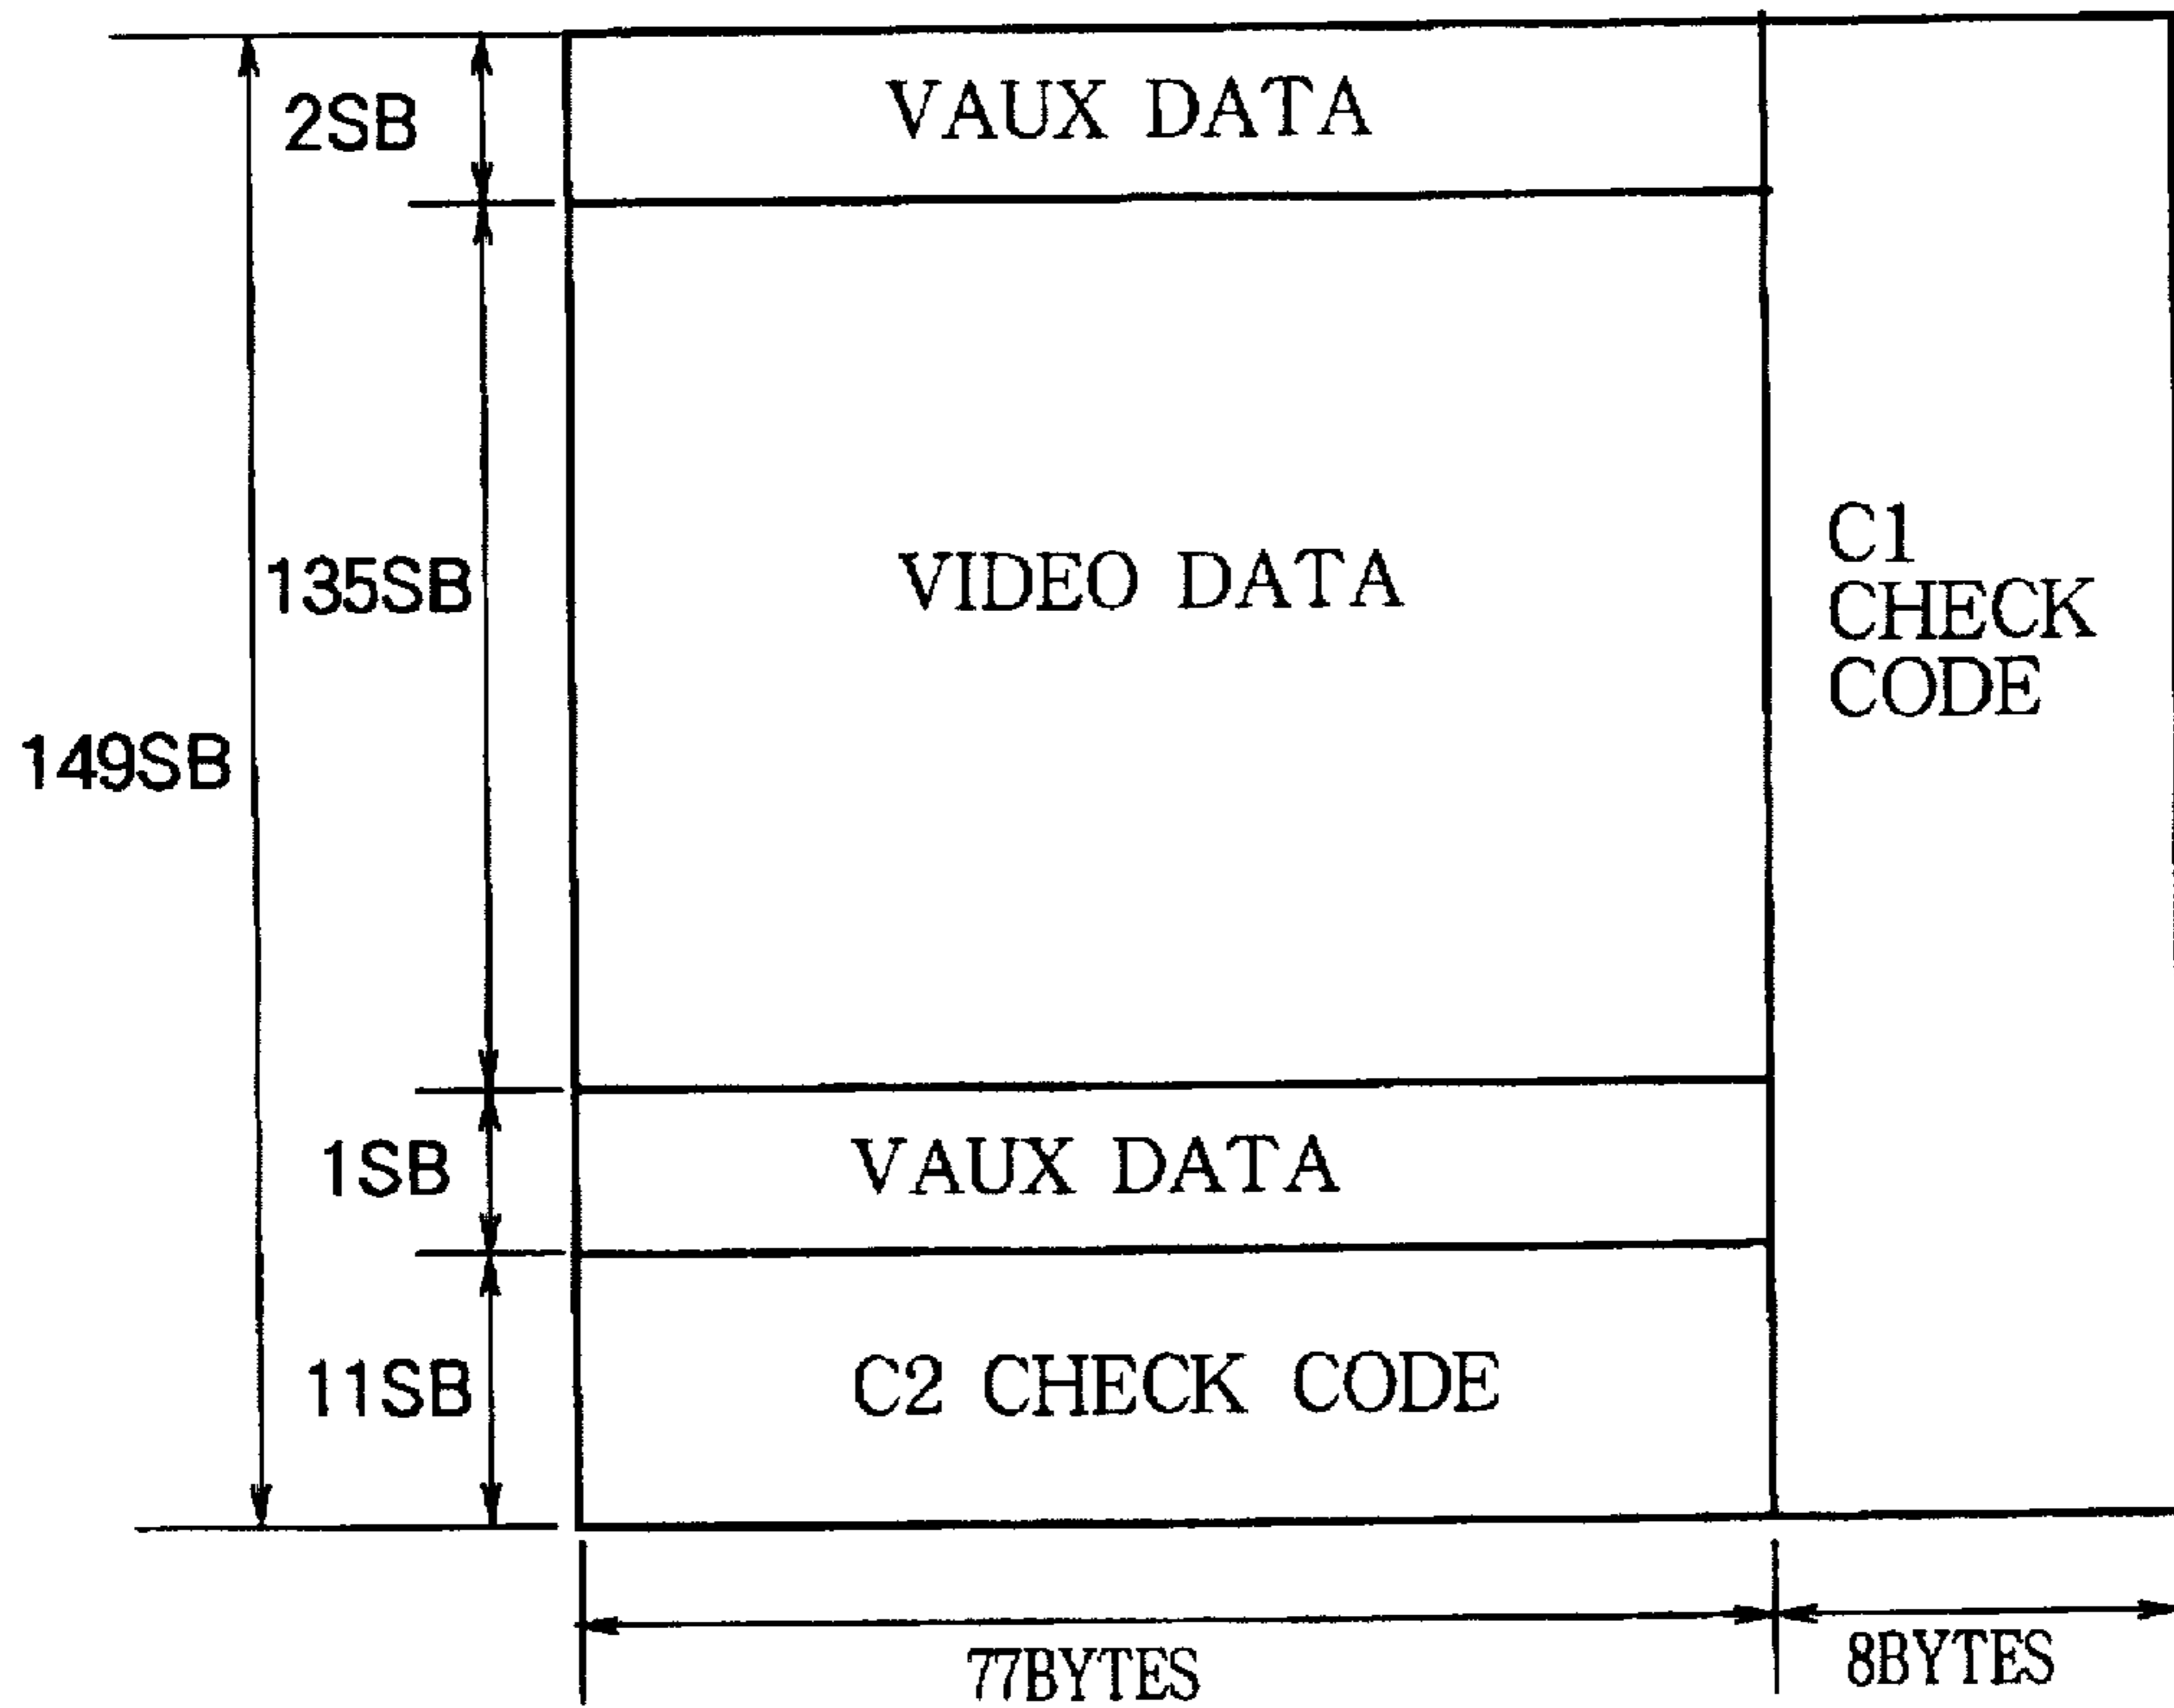 2SB
VAUX DATA
135SB
VIDEO DATA
C1
CHECK
CODE
149SB
1SB
VAUX DATA
11SB
C2 CHECK CODE
77BYTES
8BYTES